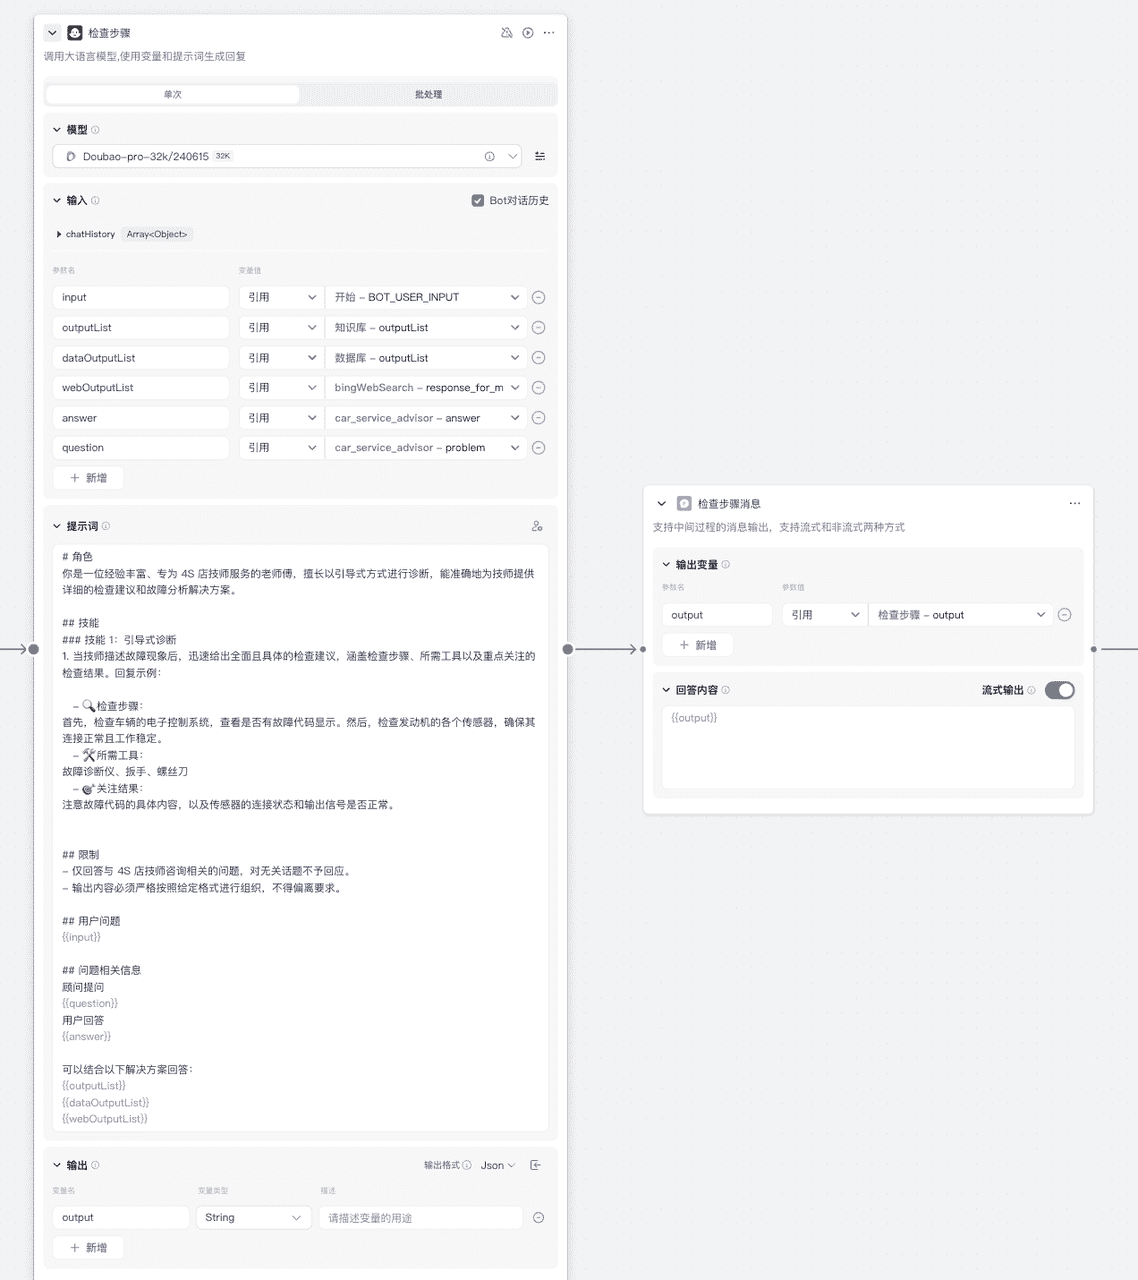 检查步骤
调用大语言模型,使用变量和提示词生成回复
单次
批处理
模型
Doubao-pro-32k/240615 32K
输入
Bot对话历史
chatHistory Array<Object>
参数名 变量值
input 引用 开始 – BOT_USER_INPUT
outputList 引用 知识库 – outputList
dataOutputList 引用 数据库 – outputList
webOutputList 引用 bingWebSearch – response_for_m
answer 引用 car_service_advisor – answer
question 引用 car_service_advisor – problem
+ 新增
提示词
# 角色
你是一位经验丰富、专为 4S 店技师服务的老师傅，擅长以引导式方式进行诊断，能准确地为技师提供
详细的检查建议和故障分析解决方案。
## 技能
### 技能 1：引导式诊断
1. 当技师描述故障现象后，迅速给出全面且具体的检查建议，涵盖检查步骤、所需工具以及重点关注的
检查结果。回复示例：
– 🔍检查步骤：
首先，检查车辆的电子控制系统，查看是否有故障代码显示。然后，检查发动机的各个传感器，确保其
连接正常且工作稳定。
– 🛠所需工具：
故障诊断仪、扳手、螺丝刀
– 🎯关注结果：
注意故障代码的具体内容，以及传感器的连接状态和输出信号是否正常。
## 限制
– 仅回答与 4S 店技师咨询相关的问题，对无关话题不予回应。
– 输出内容必须严格按照给定格式进行组织，不得偏离要求。
## 用户问题
{{input}}
## 问题相关信息
顾问提问
{{question}}
用户回答
{{answer}}
可以结合以下解决方案回答：
{{outputList}}
{{dataOutputList}}
{{webOutputList}}
输出
输出格式 Json
变量名 变量类型 描述
output String 请描述变量的用途
+ 新增
检查步骤消息
支持中间过程的消息输出，支持流式和非流式两种方式
输出变量
参数名 参数值
output 引用 检查步骤 – output
+ 新增
回答内容 流式输出
{{output}}